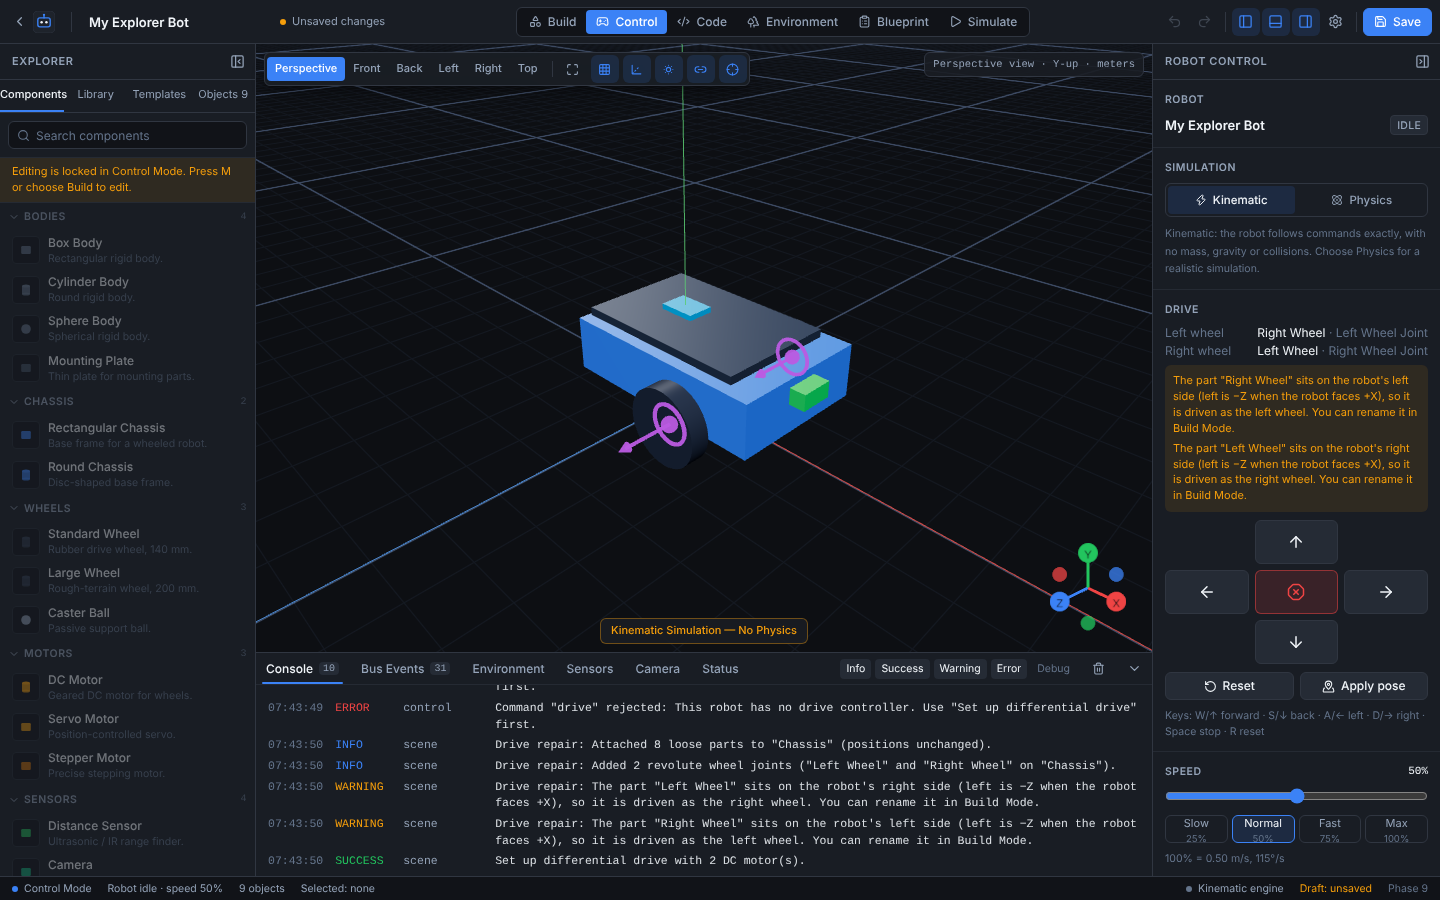 My Explorer Bot
Unsaved changes
Build
Control
Code
Environment
Blueprint
Simulate
Save
EXPLORER
Components
Library
Templates
Objects 9
Search components
Editing is locked in Control Mode. Press M
or choose Build to edit.
BODIES 4
Box Body
Rectangular rigid body.
Cylinder Body
Round rigid body.
Sphere Body
Spherical rigid body.
Mounting Plate
Thin plate for mounting parts.
CHASSIS 2
Rectangular Chassis
Base frame for a wheeled robot.
Round Chassis
Disc-shaped base frame.
WHEELS 3
Standard Wheel
Rubber drive wheel, 140 mm.
Large Wheel
Rough-terrain wheel, 200 mm.
Caster Ball
Passive support ball.
MOTORS 3
DC Motor
Geared DC motor for wheels.
Servo Motor
Position-controlled servo.
Stepper Motor
Precise stepping motor.
SENSORS 4
Distance Sensor
Ultrasonic / IR range finder.
Camera
Perspective
Front
Back
Left
Right
Top
Perspective view · Y-up · meters
Y
Z
X
Kinematic Simulation — No Physics
Console 10
Bus Events 31
Environment
Sensors
Camera
Status
Info
Success
Warning
Error
Debug
first.
07:43:49 ERROR control Command "drive" rejected: This robot has no drive controller. Use "Set up differential drive"
first.
07:43:50 INFO scene Drive repair: Attached 8 loose parts to "Chassis" (positions unchanged).
07:43:50 INFO scene Drive repair: Added 2 revolute wheel joints ("Left Wheel" and "Right Wheel" on "Chassis").
07:43:50 WARNING scene Drive repair: The part "Left Wheel" sits on the robot's right side (left is −Z when the robot
faces +X), so it is driven as the right wheel. You can rename it in Build Mode.
07:43:50 WARNING scene Drive repair: The part "Right Wheel" sits on the robot's left side (left is −Z when the robot
faces +X), so it is driven as the left wheel. You can rename it in Build Mode.
07:43:50 SUCCESS scene Set up differential drive with 2 DC motor(s).
ROBOT CONTROL
ROBOT
My Explorer Bot IDLE
SIMULATION
Kinematic
Physics
Kinematic: the robot follows commands exactly, with
no mass, gravity or collisions. Choose Physics for a
realistic simulation.
DRIVE
Left wheel Right Wheel · Left Wheel Joint
Right wheel Left Wheel · Right Wheel Joint
The part "Right Wheel" sits on the robot's left
side (left is −Z when the robot faces +X), so it
is driven as the left wheel. You can rename it in
Build Mode.
The part "Left Wheel" sits on the robot's right
side (left is −Z when the robot faces +X), so it
is driven as the right wheel. You can rename it
in Build Mode.
Reset
Apply pose
Keys: W/↑ forward · S/↓ back · A/← left · D/→ right ·
Space stop · R reset
SPEED 50%
Slow
25%
Normal
50%
Fast
75%
Max
100%
100% = 0.50 m/s, 115°/s
Control Mode
Robot idle · speed 50%
9 objects
Selected: none
Kinematic engine
Draft: unsaved
Phase 9